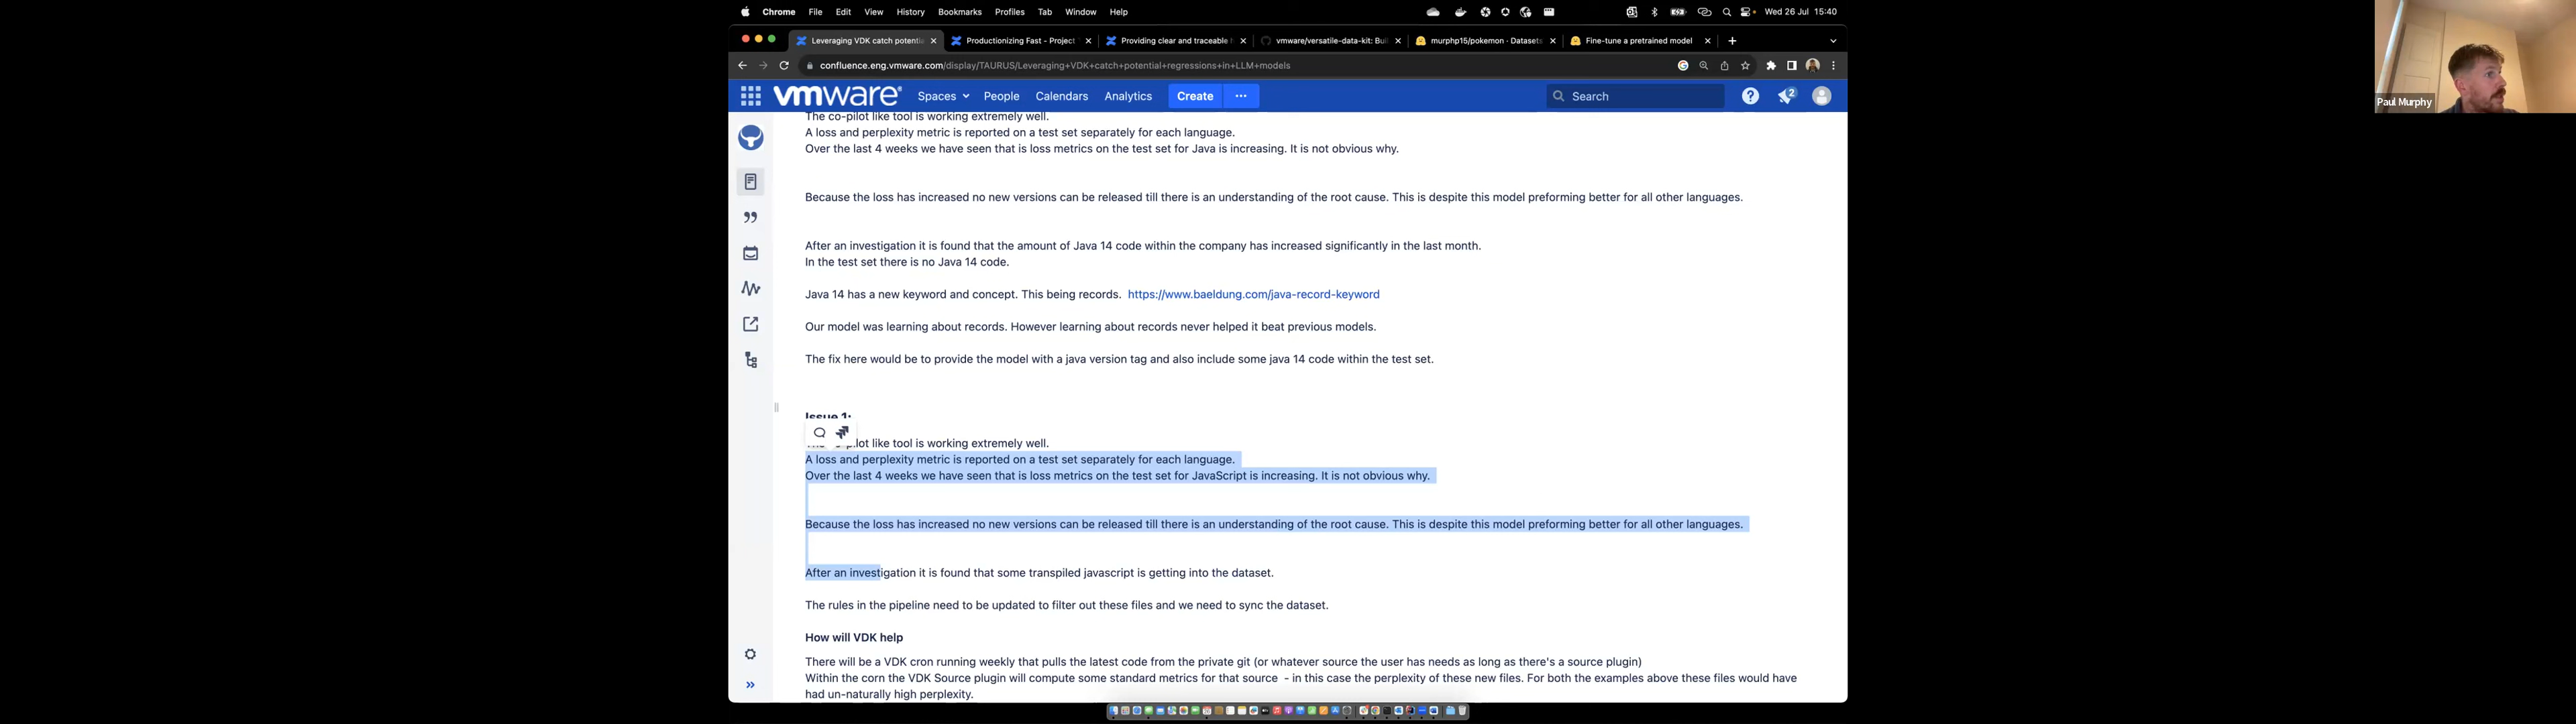 Chrome File Edit View History Bookmarks Profiles Tab Window Help Wed 26 Jul 15:40
Leveraging VDK catch potentia Productionizing Fast - Project Providing clear and traceable vmware/versatile-data-kit: Bui murphp15/pokemon · Datasets Fine-tune a pretrained model
confluence.eng.vmware.com/display/TAURUS/Leveraging+VDK+catch+potential+regressions+in+LLM+models
vmware Spaces People Calendars Analytics Create Search 2
Paul Murphy
The co-pilot like tool is working extremely well.
A loss and perplexity metric is reported on a test set separately for each language.
Over the last 4 weeks we have seen that is loss metrics on the test set for Java is increasing. It is not obvious why.
Because the loss has increased no new versions can be released till there is an understanding of the root cause. This is despite this model preforming better for all other languages.
After an investigation it is found that the amount of Java 14 code within the company has increased significantly in the last month.
In the test set there is no Java 14 code.
Java 14 has a new keyword and concept. This being records. https://www.baeldung.com/java-record-keyword
Our model was learning about records. However learning about records never helped it beat previous models.
The fix here would be to provide the model with a java version tag and also include some java 14 code within the test set.
Issue 1:
like tool is working extremely well.
A loss and perplexity metric is reported on a test set separately for each language.
Over the last 4 weeks we have seen that is loss metrics on the test set for JavaScript is increasing. It is not obvious why.
Because the loss has increased no new versions can be released till there is an understanding of the root cause. This is despite this model preforming better for all other languages.
After an investigation it is found that some transpiled javascript is getting into the dataset.
The rules in the pipeline need to be updated to filter out these files and we need to sync the dataset.
How will VDK help
There will be a VDK cron running weekly that pulls the latest code from the private git (or whatever source the user has needs as long as there's a source plugin)
Within the corn the VDK Source plugin will compute some standard metrics for that source - in this case the perplexity of these new files. For both the examples above these files would have
had un-naturally high perplexity.